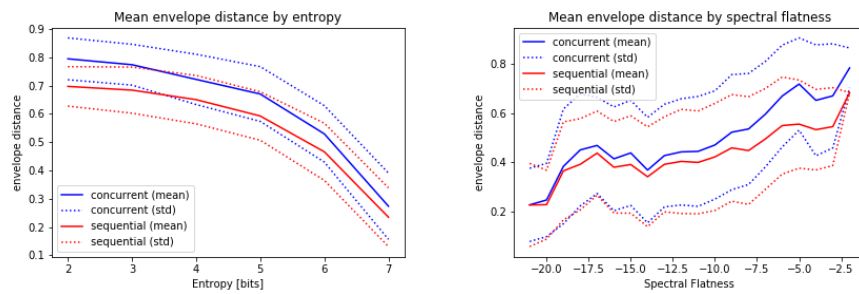 Mean envelope distance by entropy
0.9
0.8
0.7
0.6
0.5
0.4
0.3
0.2
0.1
envelope distance
concurrent (mean)
concurrent (std)
sequential (mean)
sequential (std)
2 3 4 5 6 7
Entropy [bits]
Mean envelope distance by spectral flatness
concurrent (mean)
concurrent (std)
sequential (mean)
sequential (std)
0.8
0.6
0.4
0.2
envelope distance
−20.0 −17.5 −15.0 −12.5 −10.0 −7.5 −5.0 −2.5
Spectral Flatness